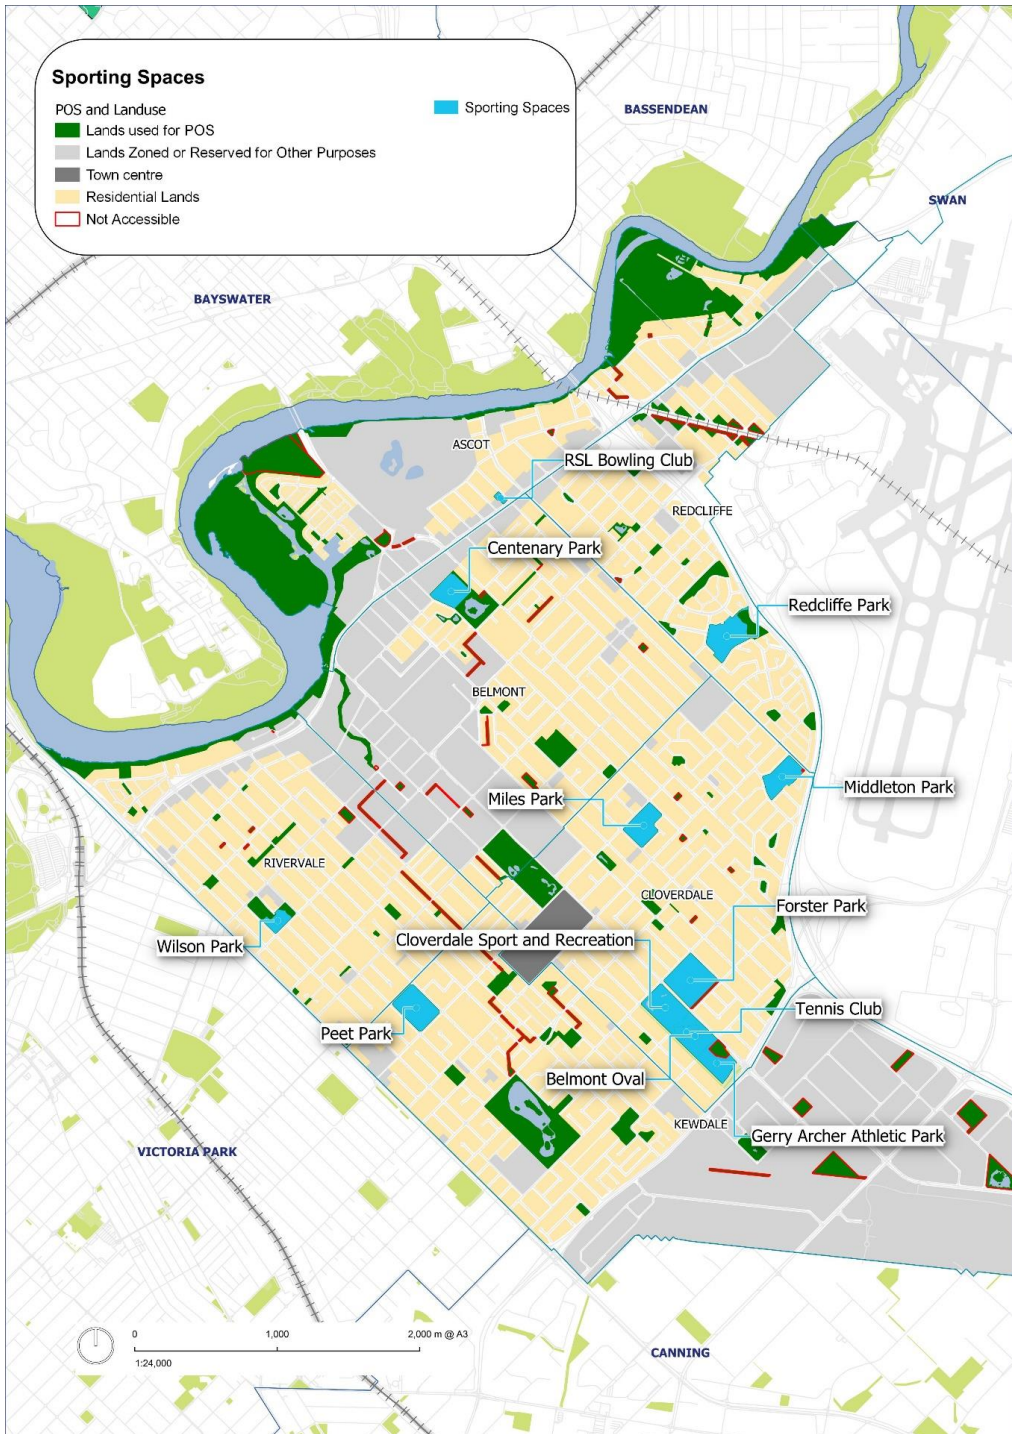 Sporting Spaces
POS and Landuse
Lands used for POS
Lands Zoned or Reserved for Other Purposes
Town centre
Residential Lands
Not Accessible
Sporting Spaces
BASSENDEAN
SWAN
BAYSWATER
ASCOT
RSL Bowling Club
REDCLIFFE
Centenary Park
Redcliffe Park
BELMONT
Middleton Park
Miles Park
RIVERVALE
CLOVERDALE
Forster Park
Wilson Park
Cloverdale Sport and Recreation
Tennis Club
Peet Park
Belmont Oval
KEWDALE
Gerry Archer Athletic Park
VICTORIA PARK
0 1,000 2,000 m @ A3
1:24,000
CANNING